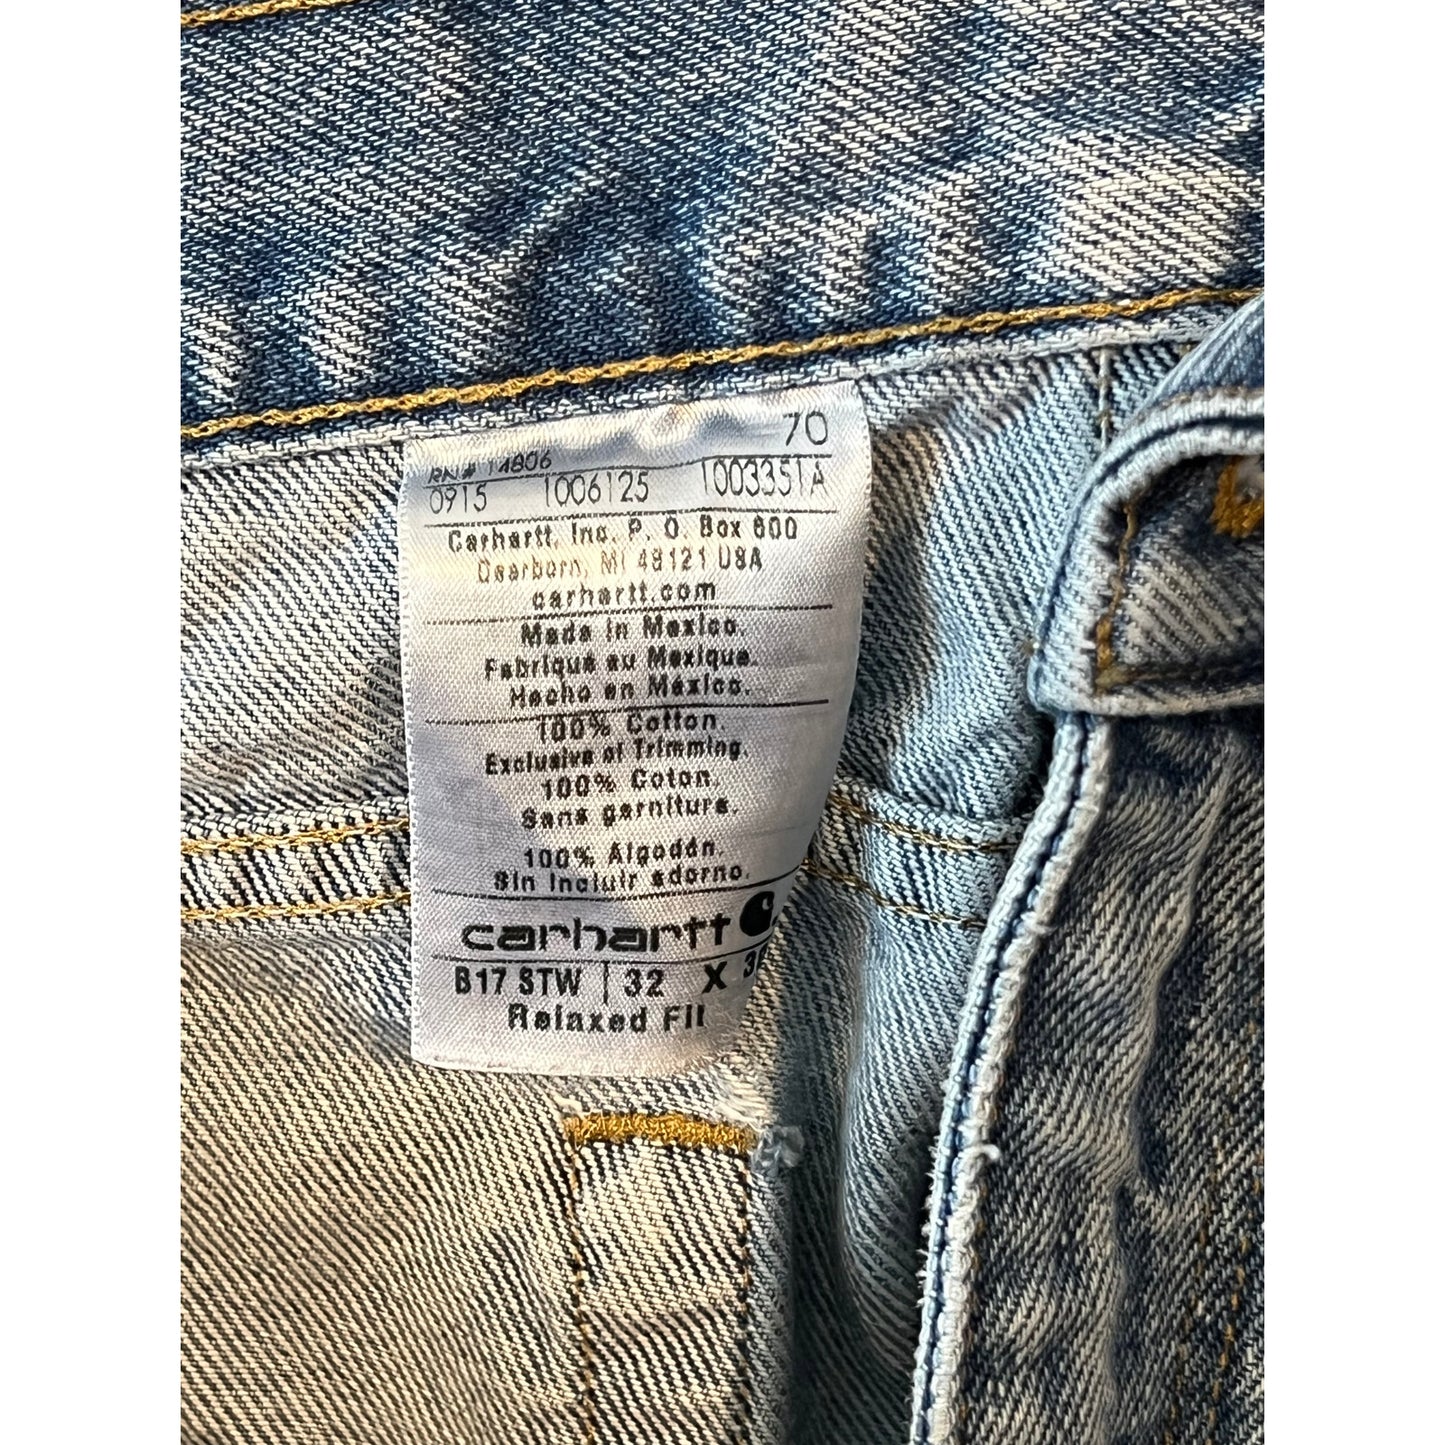 70
RN# 14806
0915 1006125 1003351A
Carhartt, Inc. P. O. Box 600
Dearborn, MI 48121 USA
carhartt.com
Made in Mexico.
Fabriqué au Mexique.
Hecho en México.
100% Cotton.
Exclusive of Trimming.
100% Coton.
Sans garniture.
100% Algodón.
Sin incluir adorno.
carhartt
B17 STW | 32 X
Relaxed Fit